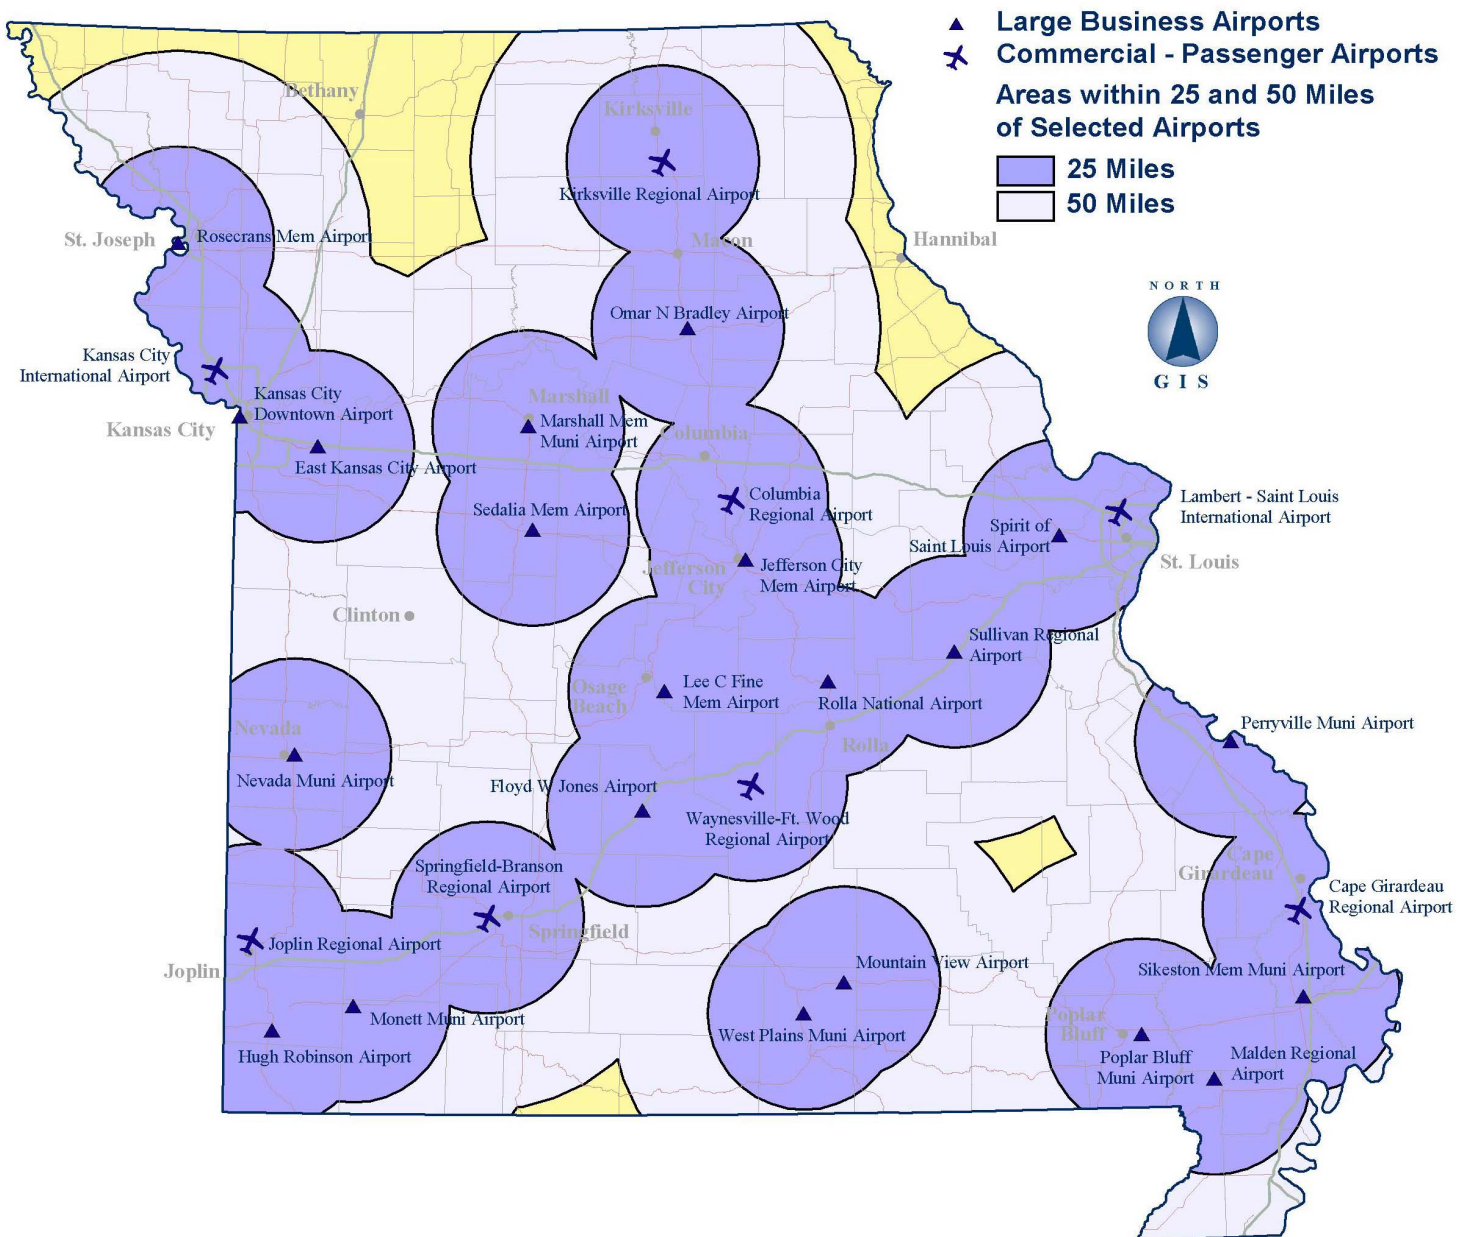 Large Business Airports
Commercial - Passenger Airports
Areas within 25 and 50 Miles
of Selected Airports
25 Miles
50 Miles
NORTH
GIS
Bethany
Kirksville
Kirksville Regional Airport
St. Joseph
Rosecrans Mem Airport
Macon
Hannibal
Omar N Bradley Airport
Kansas City
International Airport
Kansas City
Downtown Airport
Kansas City
East Kansas City Airport
Marshall
Marshall Mem
Muni Airport
Columbia
Columbia
Regional Airport
Sedalia Mem Airport
Lambert - Saint Louis
International Airport
Spirit of
Saint Louis Airport
St. Louis
Jefferson
City
Jefferson City
Mem Airport
Clinton
Sullivan Regional
Airport
Osage
Beach
Lee C Fine
Mem Airport
Rolla National Airport
Rolla
Perryville Muni Airport
Nevada
Nevada Muni Airport
Floyd W Jones Airport
Waynesville-Ft. Wood
Regional Airport
Springfield-Branson
Regional Airport
Springfield
Cape
Girardeau
Cape Girardeau
Regional Airport
Joplin Regional Airport
Joplin
Mountain View Airport
Sikeston Mem Muni Airport
Monett Muni Airport
West Plains Muni Airport
Hugh Robinson Airport
Poplar
Bluff
Poplar Bluff
Muni Airport
Malden Regional
Airport